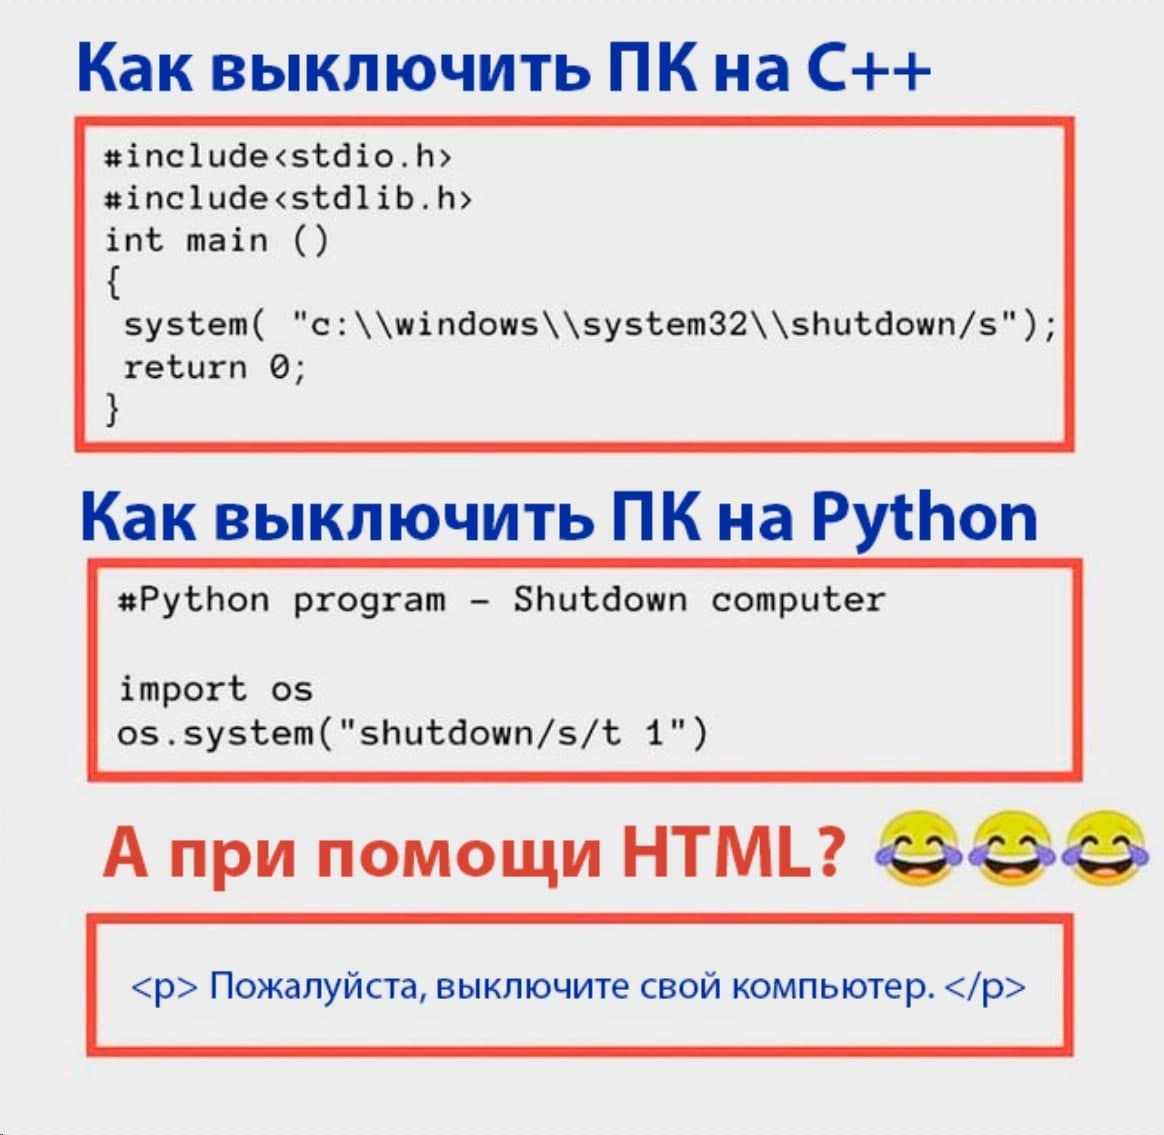 Как выключить ПК на C++
#include<stdio.h>
#include<stdlib.h>
int main ()
{
system( "c:\\windows\\system32\\shutdown/s");
return 0;
}
Как выключить ПК на Python
#Python program – Shutdown computer
import os
os.system("shutdown/s/t 1")
А при помощи HTML? 😂😂😂
<p> Пожалуйста, выключите свой компьютер. </p>